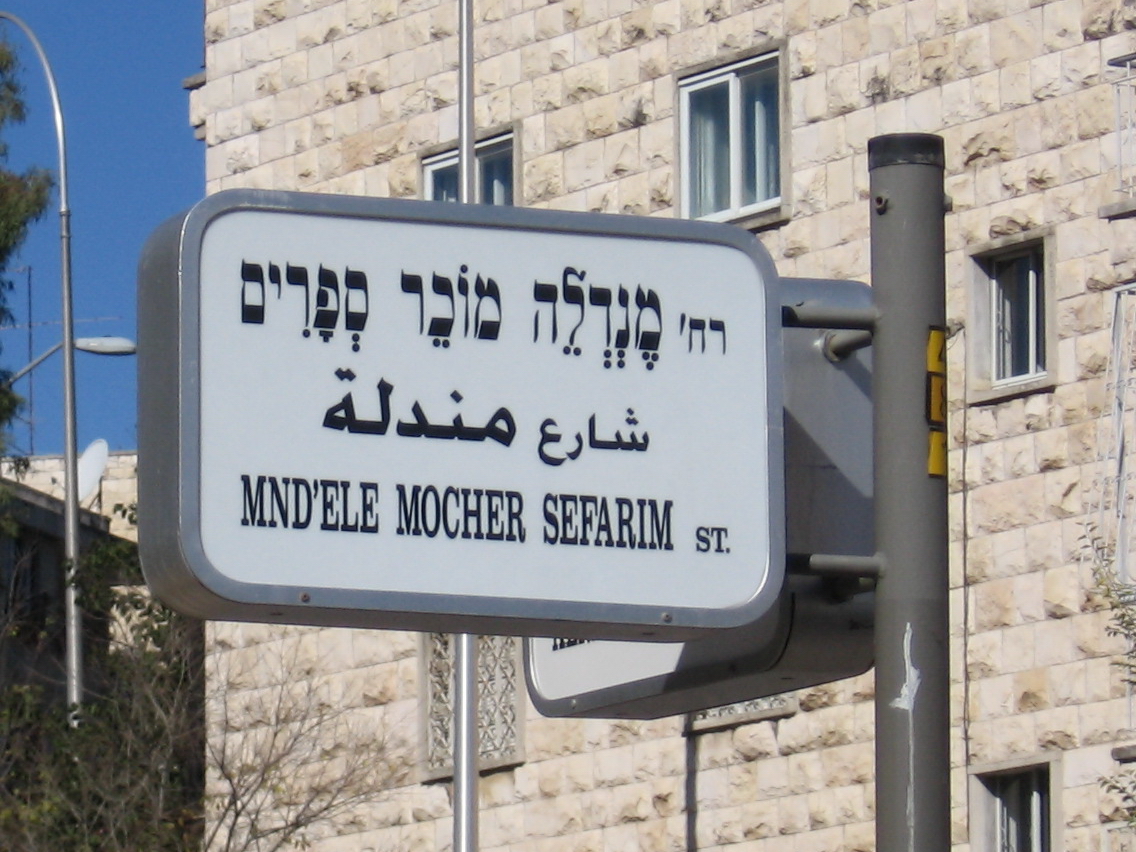 רח' מֶנְדְלֵה מוֹכֵר סְפָרִים
شارع مندلة
MND'ELE MOCHER SEFARIM ST.